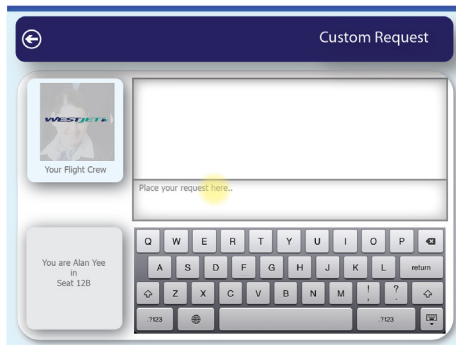 Custom Request
WESTJET
Your Flight Crew
Place your request here..
You are Alan Yee
in
Seat 12B
Q W E R T Y U I O P
A S D F G H J K L return
Z X C V B N M ! , ? .
.?123 .?123